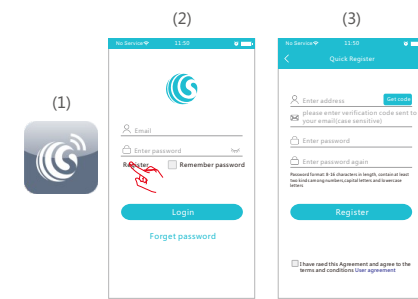 (1)
(2)
No Service 11:50
Email
Enter password
Register
Remember password
Login
Forget password
(3)
No Service 11:50
Quick Register
Enter address
Get code
please enter verification code sent to
your email(case sensitive)
Enter password
Enter password again
Password format: 8-16 characters in length, contain at least
two kinds among numbers,capital letters and lowercase
letters
Register
I have raed this Agreement and agree to the
terms and conditions User agreement